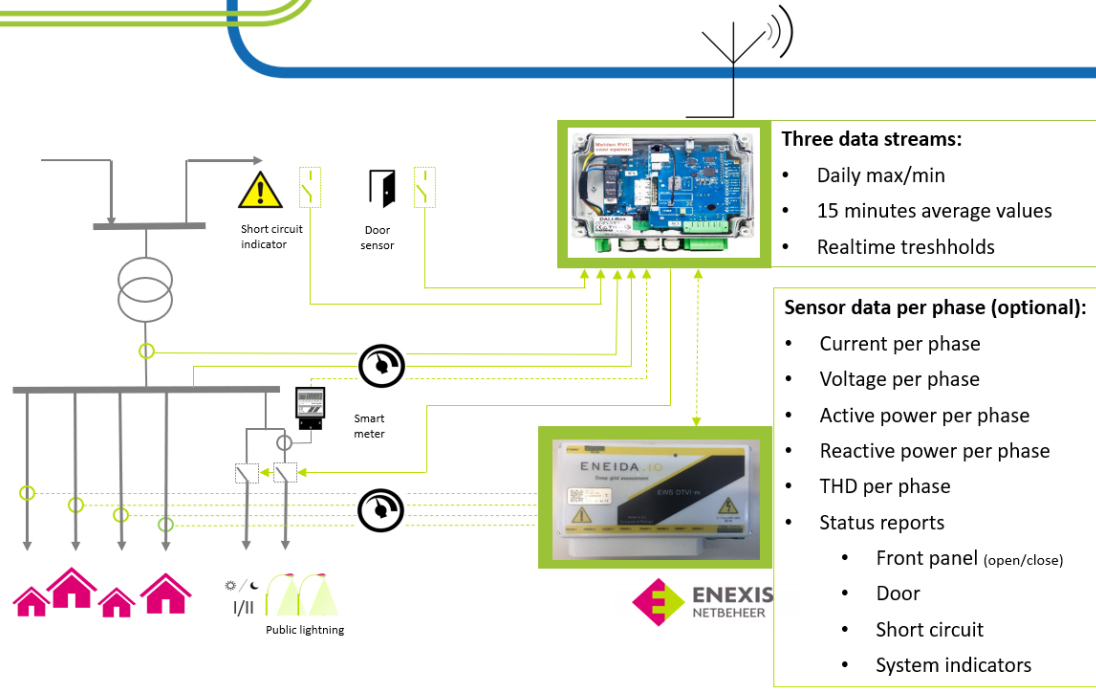 Three data streams:
• Daily max/min
• 15 minutes average values
• Realtime treshholds
Short circuit
indicator
Door
sensor
Sensor data per phase (optional):
• Current per phase
• Voltage per phase
• Active power per phase
• Reactive power per phase
• THD per phase
• Status reports
• Front panel (open/close)
• Door
• Short circuit
• System indicators
Smart
meter
ENEIDA.IO
Deep grid assessment
EWS DTVI-m
I/II
Public lightning
ENEXIS
NETBEHEER